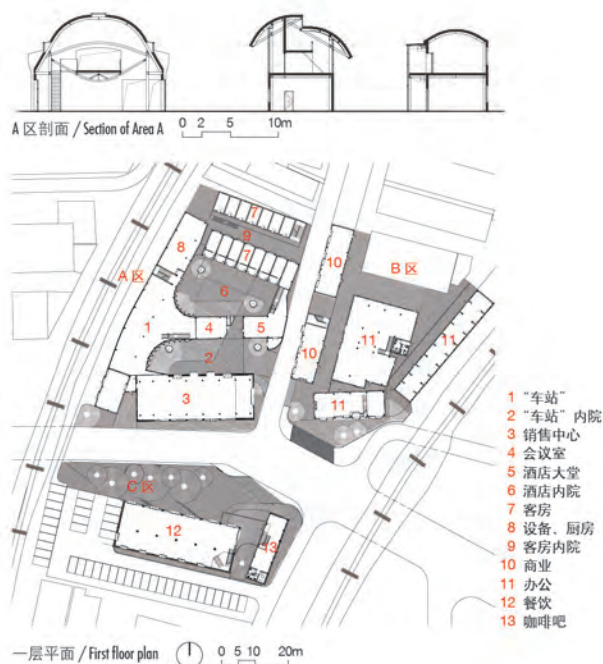 A 区剖面 / Section of Area A 0 2 5 10m
7
9
8
7
A 区
10
B 区
6
1
4
5
10
11
11
2
3
11
C 区
12
13
1 “车站”
2 “车站”内院
3 销售中心
4 会议室
5 酒店大堂
6 酒店内院
7 客房
8 设备、厨房
9 客房内院
10 商业
11 办公
12 餐饮
13 咖啡吧
一层平面 / First floor plan 0 5 10 20m